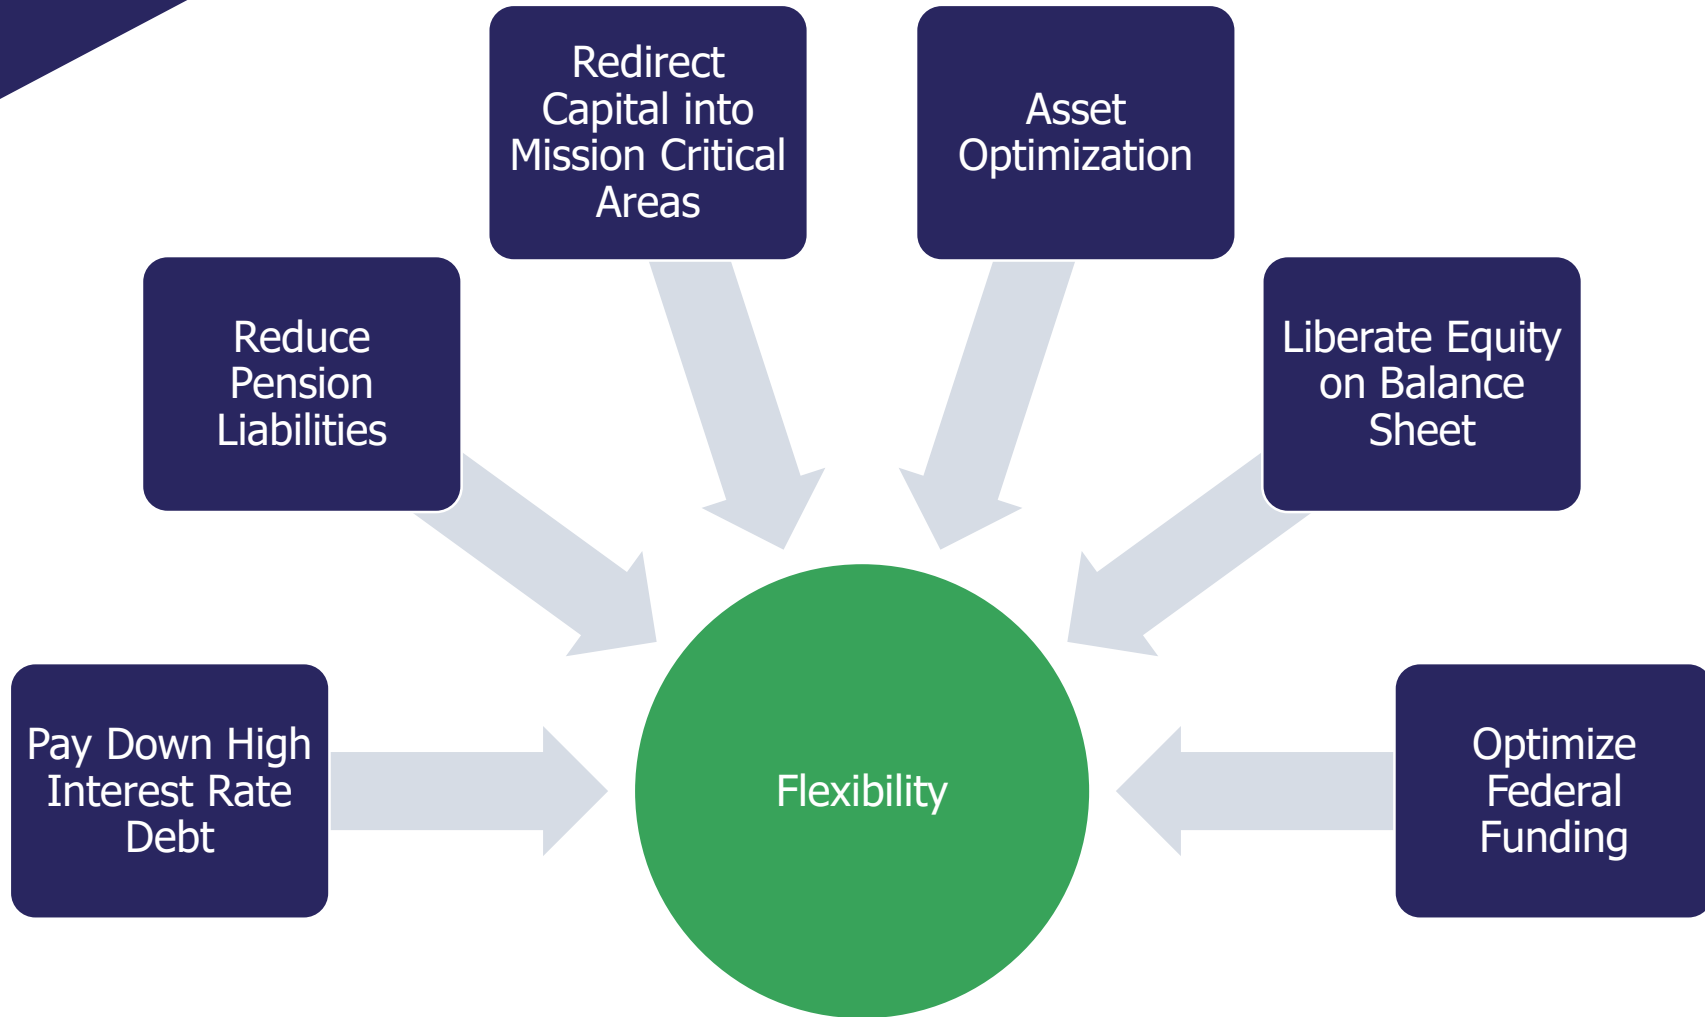 Redirect
Capital into
Mission Critical
Areas
Asset
Optimization
Reduce
Pension
Liabilities
Liberate Equity
on Balance
Sheet
Pay Down High
Interest Rate
Debt
Flexibility
Optimize
Federal
Funding